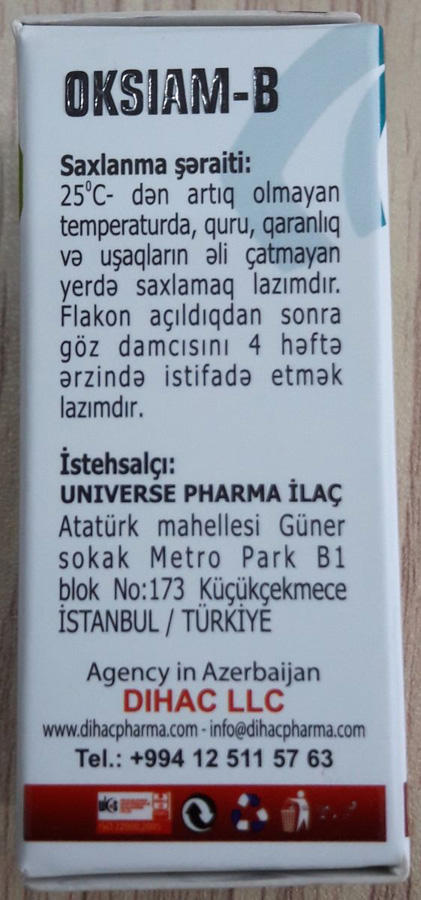 OKSIAM-B
Saxlanma şəraiti:
25⁰C- dən artıq olmayan
temperaturda, quru, qaranlıq
və uşaqların əli çatmayan
yerdə saxlamaq lazımdır.
Flakon açıldıqdan sonra
göz damcısını 4 həftə
ərzində istifadə etmək
lazımdır.
İstehsalçı:
UNIVERSE PHARMA İLAÇ
Atatürk mahellesi Güner
sokak Metro Park B1
blok No:173 Küçükçekmece
İSTANBUL / TÜRKİYE
Agency in Azerbaijan
DIHAC LLC
www.dihacpharma.com - info@dihacpharma.com
Tel.: +994 12 511 57 63